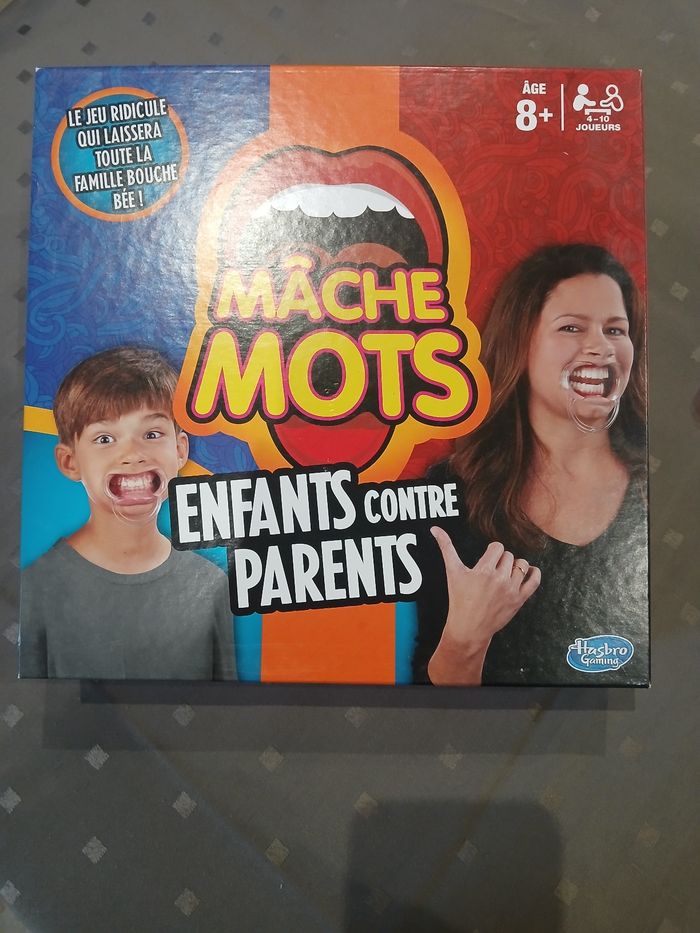 LE JEU RIDICULE
QUI LAISSERA
TOUTE LA
FAMILLE BOUCHE
BÉE !
ÂGE
8+
4-10
JOUEURS
MÂCHE
MOTS
ENFANTS CONTRE
PARENTS
Hasbro
Gaming